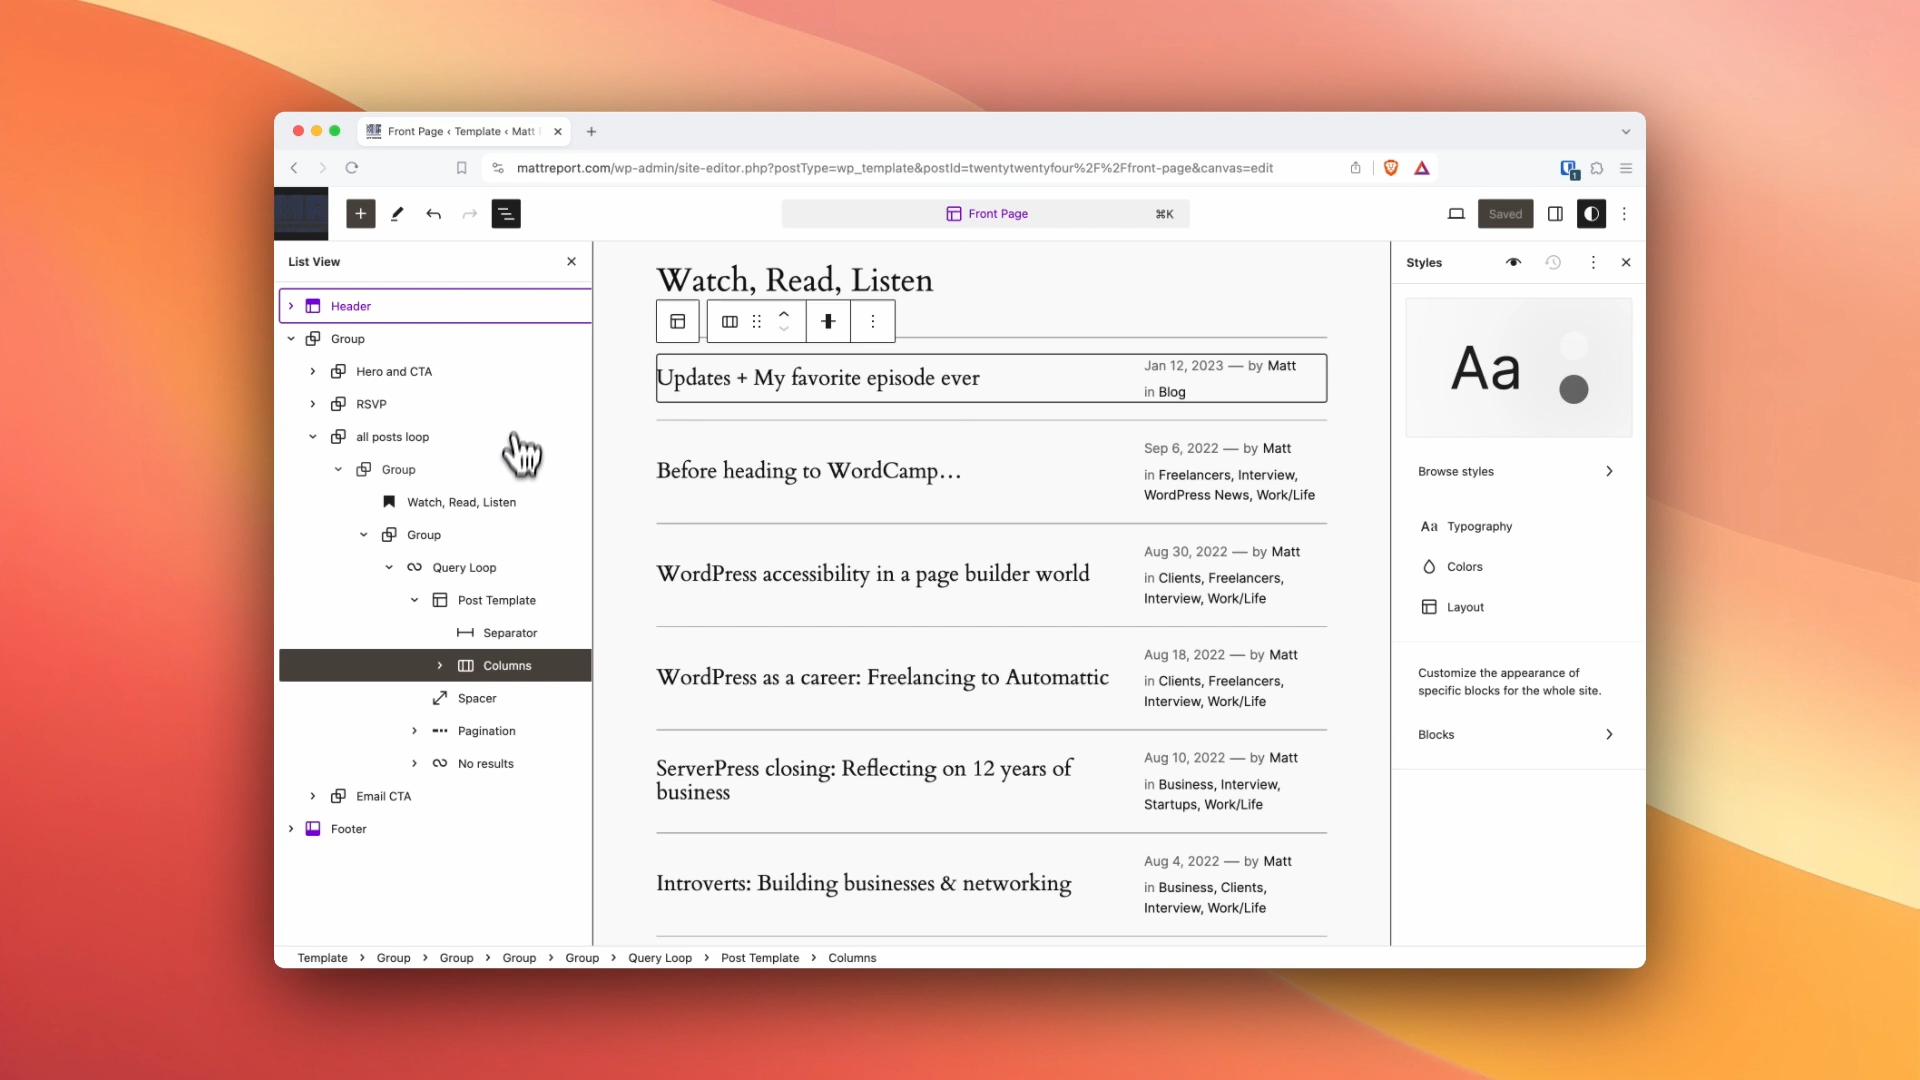 Front Page ‹ Template ‹ Matt
mattreport.com/wp-admin/site-editor.php?postType=wp_template&postId=twentytwentyfour%2F%2Ffront-page&canvas=edit
1
Front Page
⌘K
Saved
List View
Header
Group
Hero and CTA
RSVP
all posts loop
Group
Watch, Read, Listen
Group
Query Loop
Post Template
Separator
Columns
Spacer
Pagination
No results
Email CTA
Footer
Watch, Read, Listen
Updates + My favorite episode ever
Jan 12, 2023 — by Matt
in Blog
Before heading to WordCamp…
Sep 6, 2022 — by Matt
in Freelancers, Interview,
WordPress News, Work/Life
WordPress accessibility in a page builder world
Aug 30, 2022 — by Matt
in Clients, Freelancers,
Interview, Work/Life
WordPress as a career: Freelancing to Automattic
Aug 18, 2022 — by Matt
in Clients, Freelancers,
Interview, Work/Life
ServerPress closing: Reflecting on 12 years of
business
Aug 10, 2022 — by Matt
in Business, Interview,
Startups, Work/Life
Introverts: Building businesses & networking
Aug 4, 2022 — by Matt
in Business, Clients,
Interview, Work/Life
Styles
Aa
Browse styles
Aa Typography
Colors
Layout
Customize the appearance of
specific blocks for the whole site.
Blocks
Template › Group › Group › Group › Group › Query Loop › Post Template › Columns